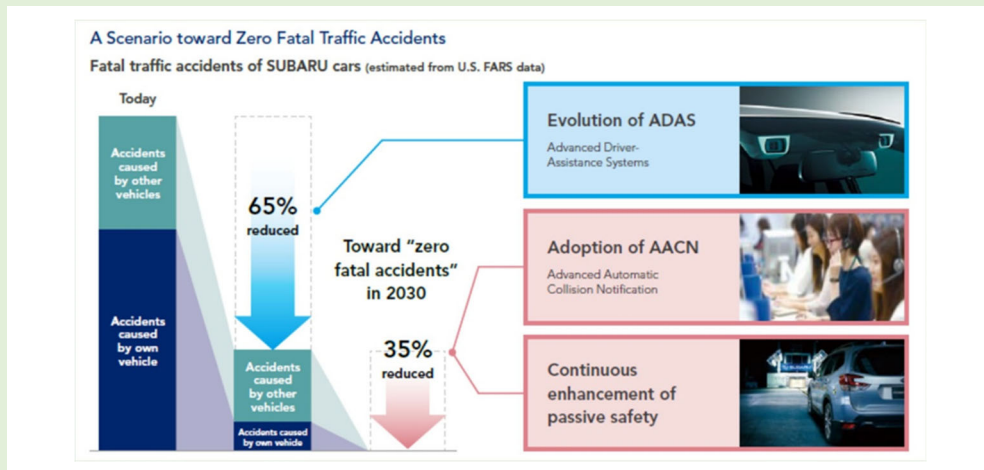 A Scenario toward Zero Fatal Traffic Accidents
Fatal traffic accidents of SUBARU cars (estimated from U.S. FARS data)
Today
Accidents
caused
by other
vehicles
Accidents
caused
by own
vehicle
65%
reduced
Accidents
caused
by other
vehicles
Accidents caused
by own vehicle
Toward "zero
fatal accidents"
in 2030
35%
reduced
Evolution of ADAS
Advanced Driver-
Assistance Systems
Adoption of AACN
Advanced Automatic
Collision Notification
Continuous
enhancement of
passive safety